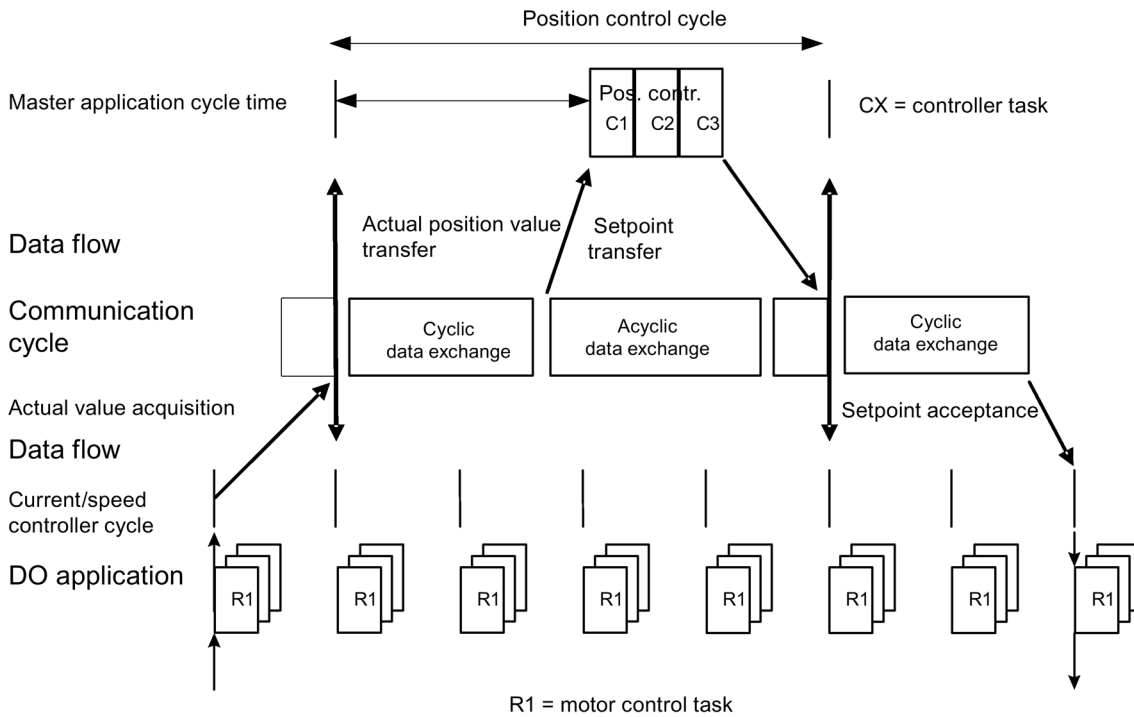 Position control cycle
Master application cycle time
Pos. contr.
C1 C2 C3
CX = controller task
Actual position value
transfer
Setpoint
transfer
Data flow
Communication
cycle
Cyclic
data exchange
Acyclic
data exchange
Cyclic
data exchange
Actual value acquisition
Setpoint acceptance
Data flow
Current/speed
controller cycle
DO application
R1 R1 R1 R1 R1 R1 R1 R1
R1 = motor control task